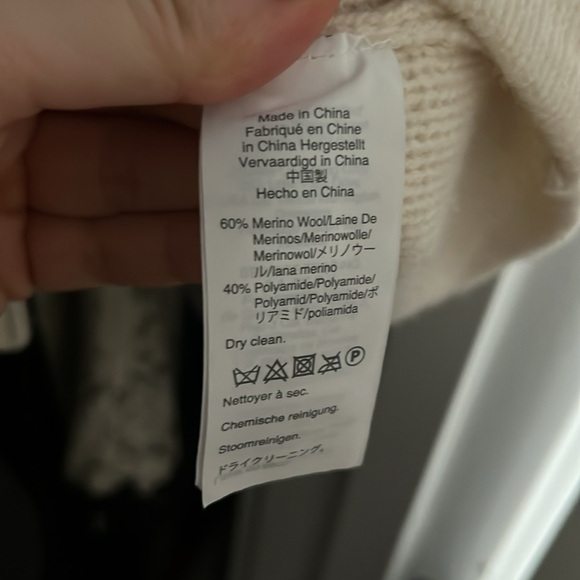 Made in China
Fabriqué en Chine
in China Hergestellt
Vervaardigd in China
中国製
Hecho en China
60% Merino Wool/Laine De
Merinos/Merinowolle/
Merinowol/メリノウー
ル/lana merino
40% Polyamide/Polyamide/
Polyamid/Polyamide/ポ
リアミド/poliamida
Dry clean.
P
Nettoyer à sec.
Chemische reinigung.
Stoomreinigen.
ドライクリーニング。